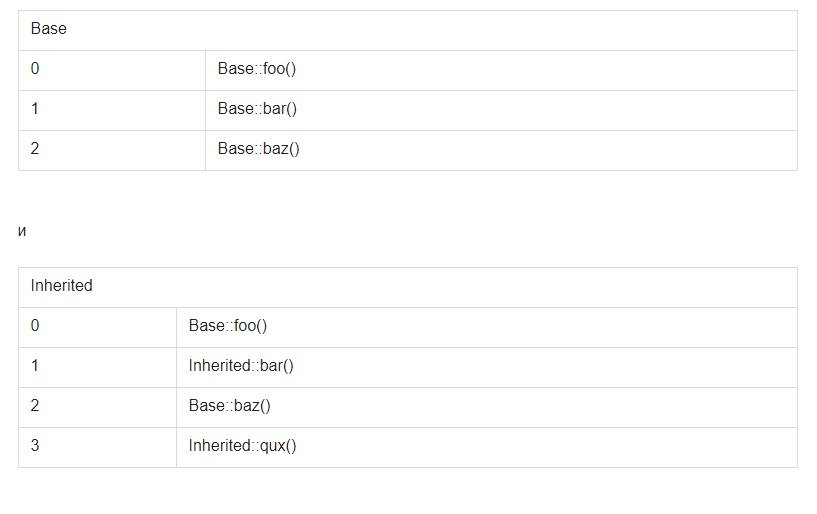 Base
0 Base::foo()
1 Base::bar()
2 Base::baz()
и
Inherited
0 Base::foo()
1 Inherited::bar()
2 Base::baz()
3 Inherited::qux()